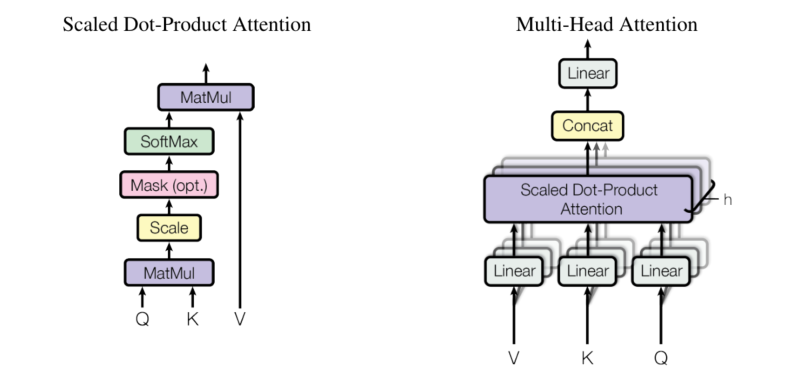 Scaled Dot-Product Attention
MatMul
SoftMax
Mask (opt.)
Scale
MatMul
Q K V
Multi-Head Attention
Linear
Concat
Scaled Dot-Product
Attention
h
Linear Linear Linear
V K Q